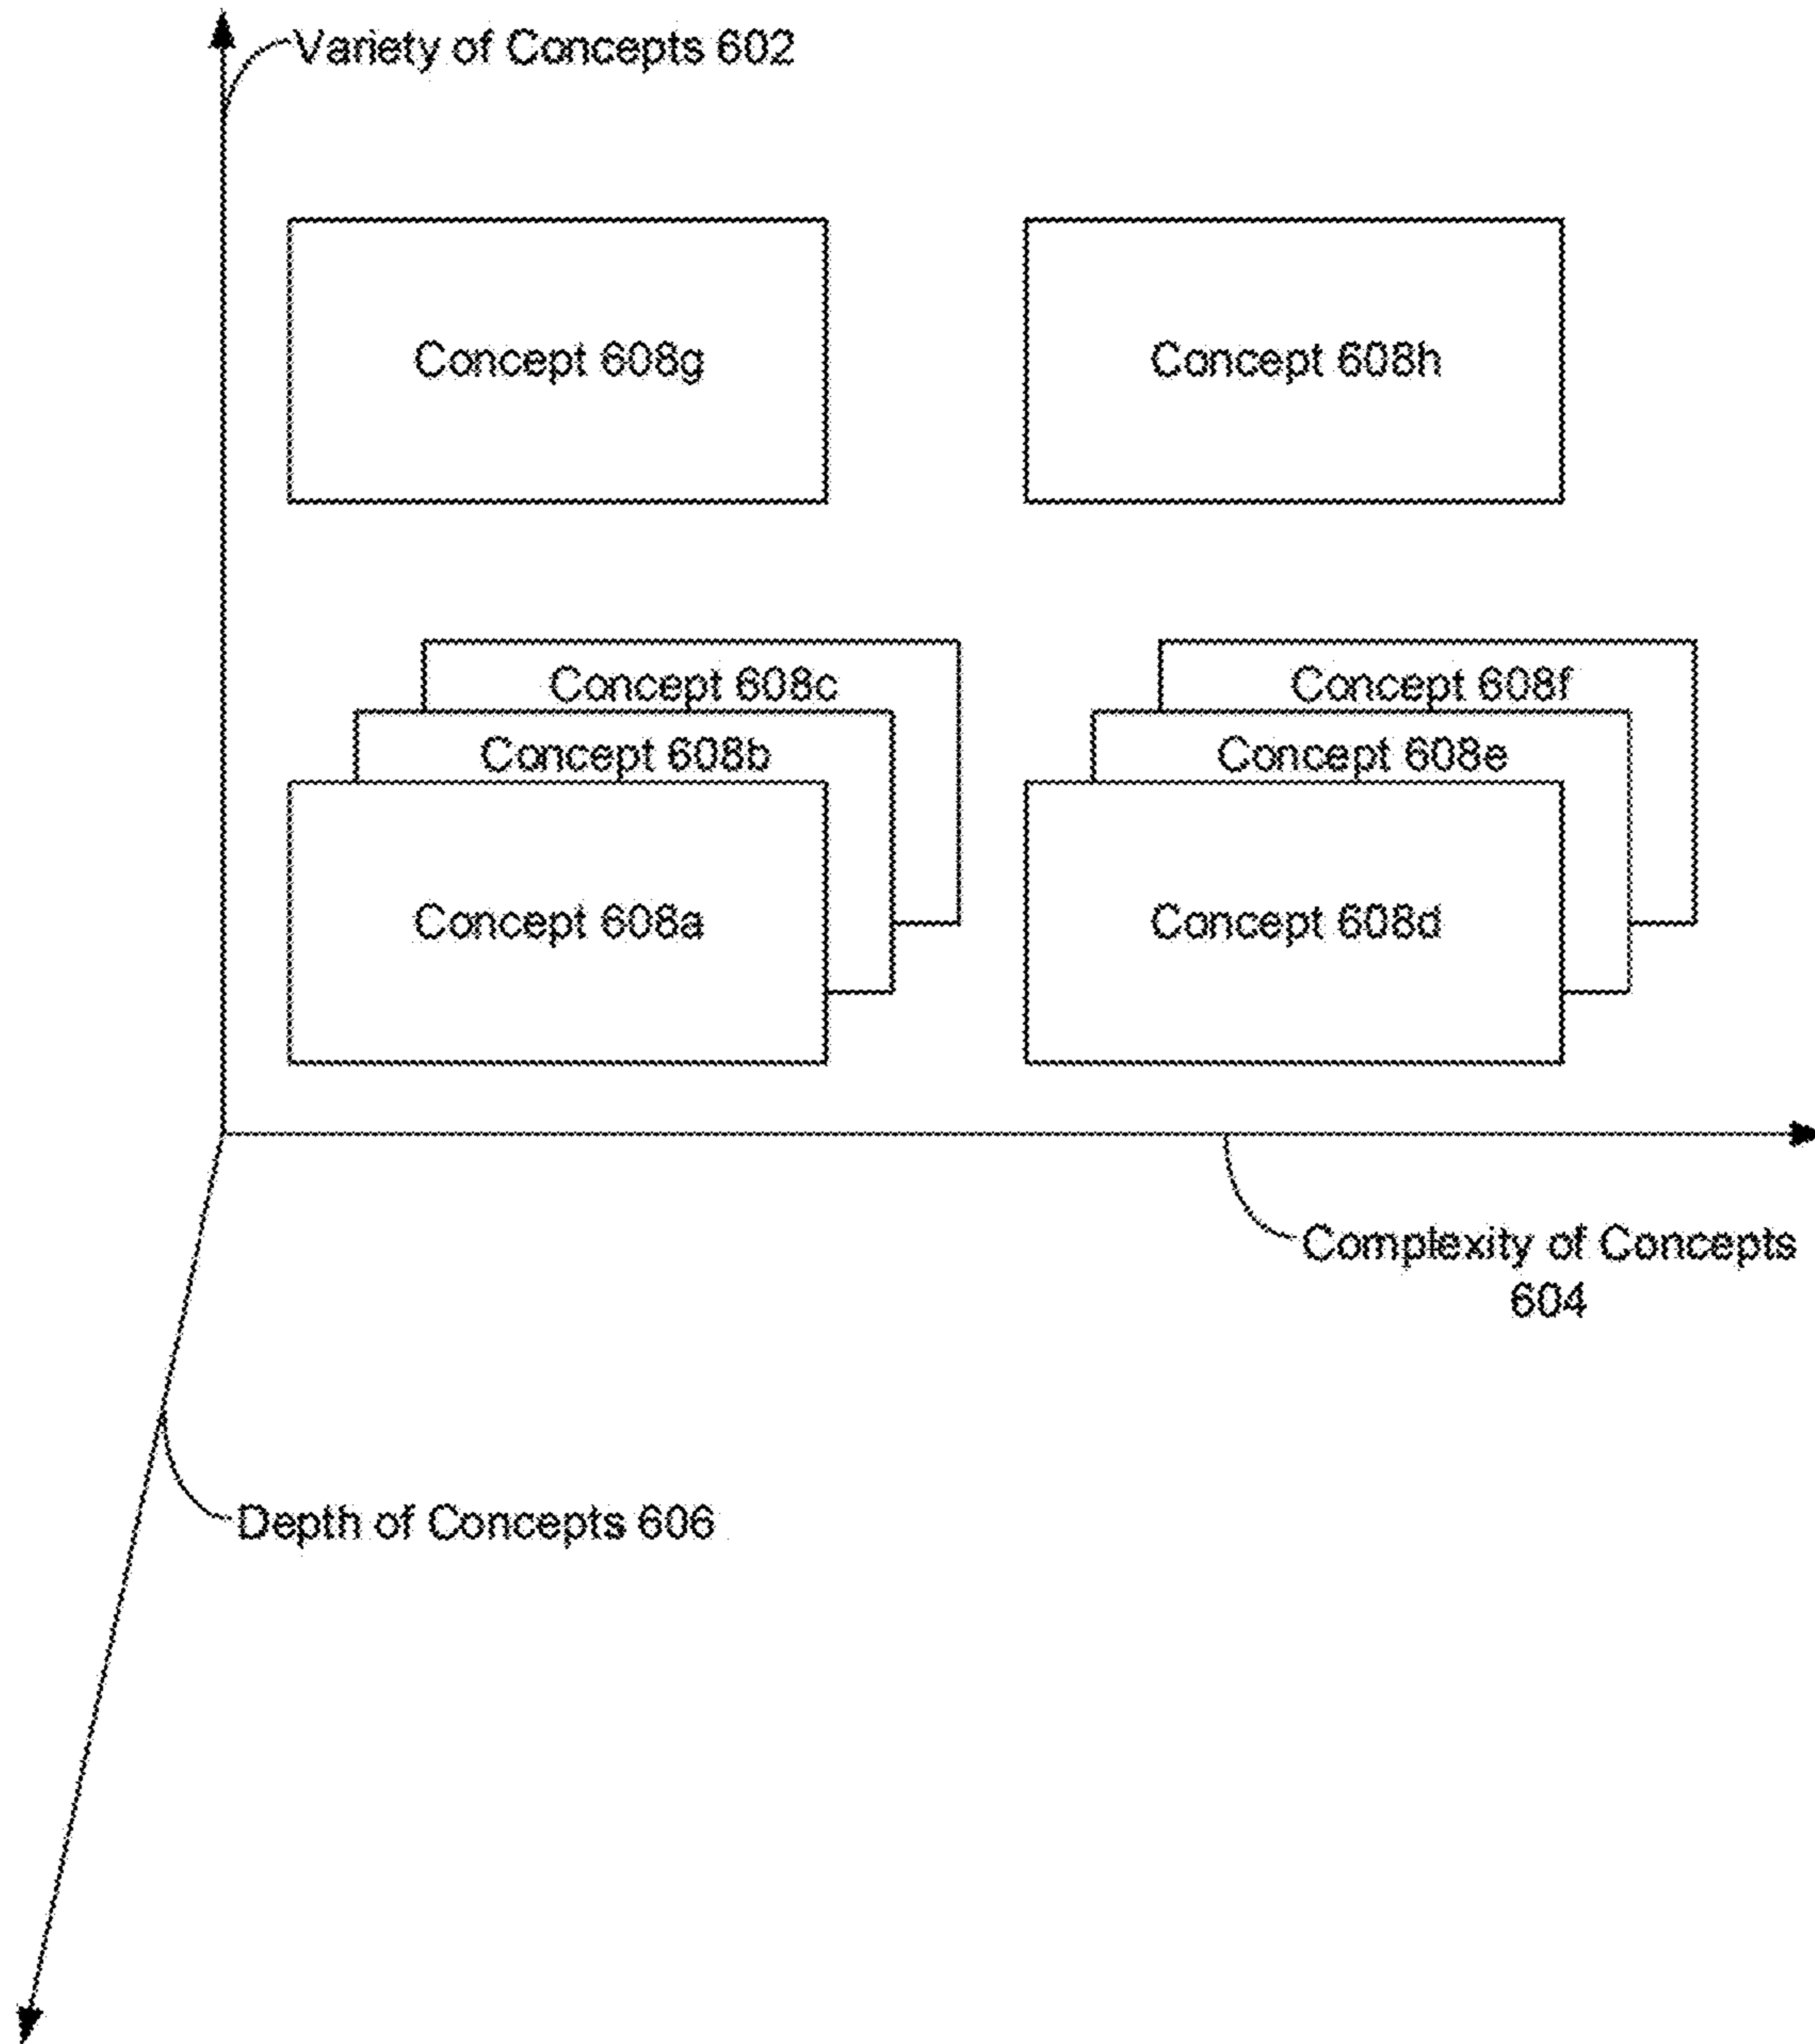 Variety of Concepts 602
Concept 608g
Concept 608h
Concept 608c
Concept 608f
Concept 608b
Concept 608e
Concept 608a
Concept 608d
Complexity of Concepts
604
Depth of Concepts 606